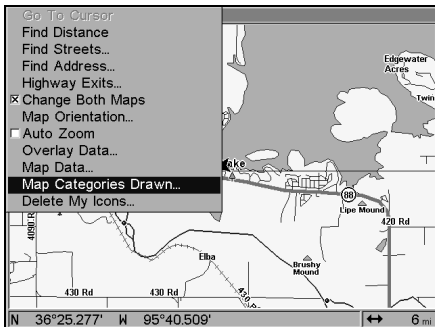 Go To Cursor
Find Distance
Find Streets...
Find Address...
Highway Exits...
Change Both Maps
Map Orientation...
Auto Zoom
Overlay Data...
Map Data...
Map Categories Drawn...
Delete My Icons...
Edgewater
Acres
Twin
ake
88
Lipe Mound
420 Rd
4090 R
Elba
Brushy
Mound
430 Rd
430 Rd
N 36°25.277' W 95°40.509'
↔ 6 mi